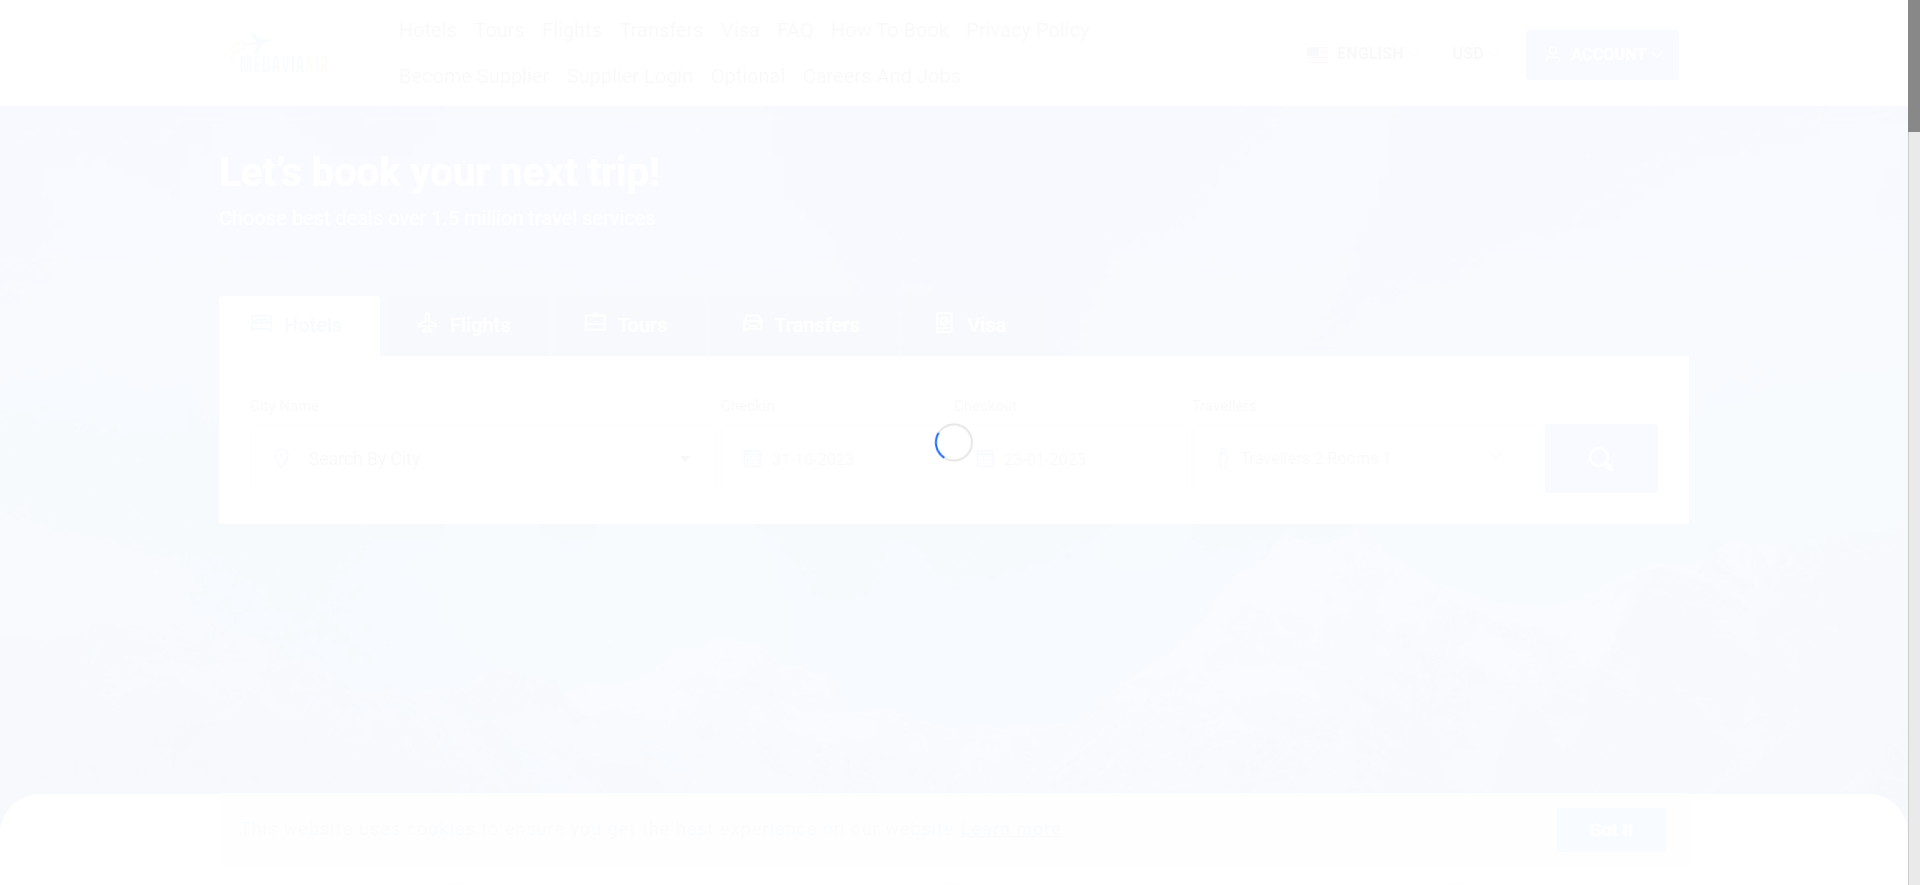 Hotels Tours Flights Transfers Visa FAQ How To Book Privacy Policy
Become Supplier Supplier Login Optional Careers And Jobs
ENGLISH USD ACCOUNT
Let's book your next trip!
Choose best deals over 1.5 million travel services
Hotels Flights Tours Transfers Visa
City Name Checkin Checkout Travellers
Search By City 31-10-2023 23-01-2023 Travellers 2 Rooms 1
This website uses cookies to ensure you get the best experience on our website Learn more
Got It